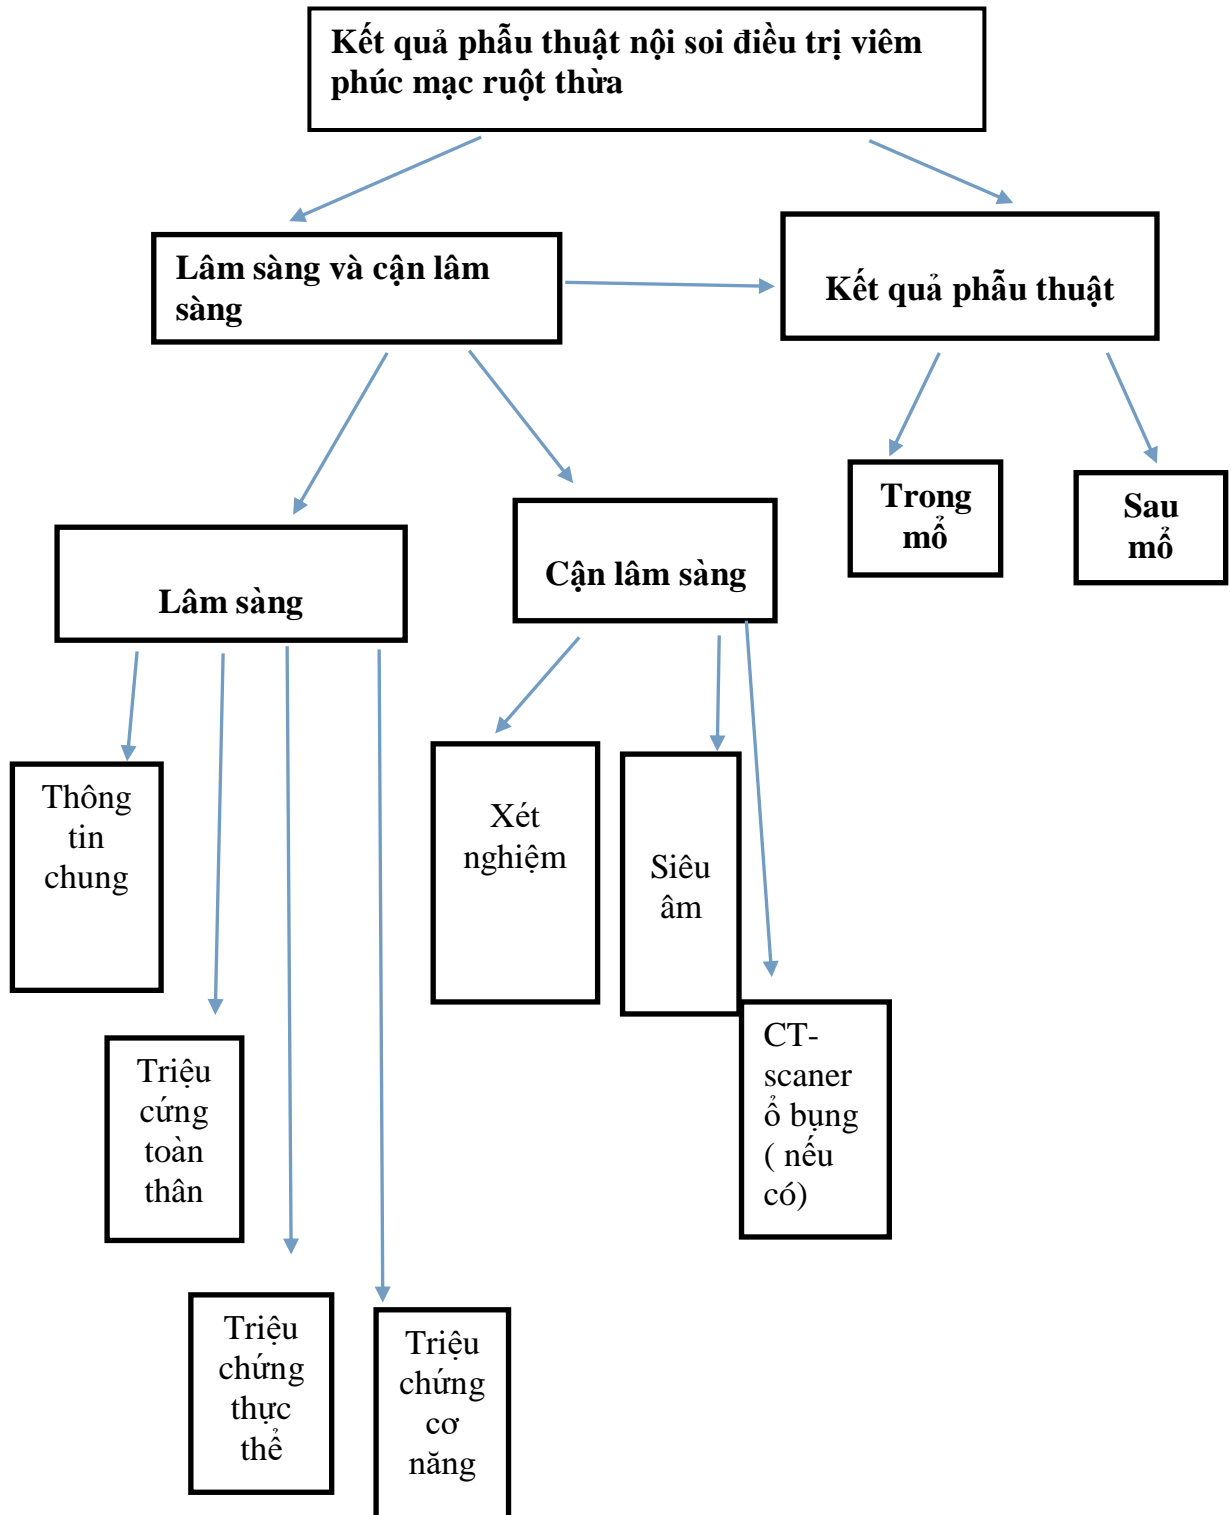 Kết quả phẫu thuật nội soi điều trị viêm
phúc mạc ruột thừa
Lâm sàng và cận lâm
sàng
Kết quả phẫu thuật
Trong
mổ
Sau
mổ
Lâm sàng
Cận lâm sàng
Thông
tin
chung
Xét
nghiệm
Siêu
âm
CT-
scaner
ổ bụng
( nếu
có)
Triệu
cứng
toàn
thân
Triệu
chứng
thực
thể
Triệu
chứng
cơ
năng